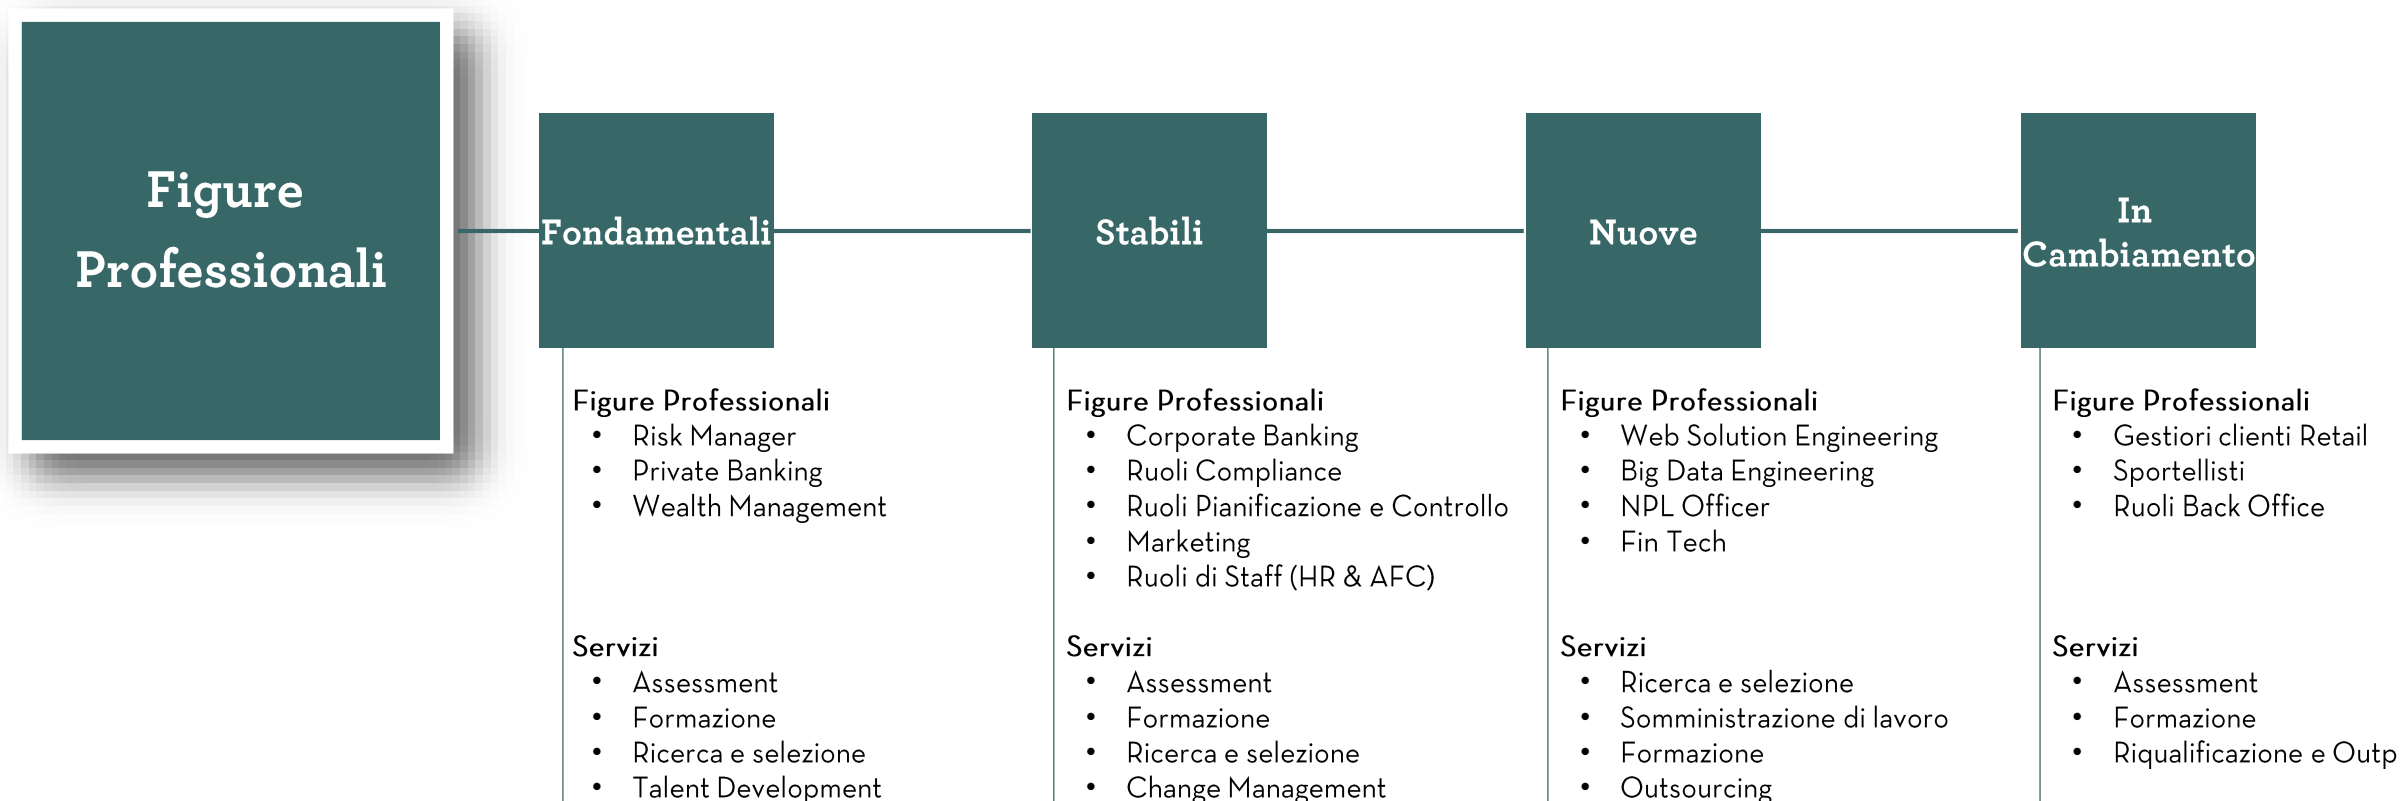 Figure
Professionali
Fondamentali
Figure Professionali
• Risk Manager
• Private Banking
• Wealth Management
Servizi
• Assessment
• Formazione
• Ricerca e selezione
• Talent Development
Stabili
Figure Professionali
• Corporate Banking
• Ruoli Compliance
• Ruoli Pianificazione e Controllo
• Marketing
• Ruoli di Staff (HR & AFC)
Servizi
• Assessment
• Formazione
• Ricerca e selezione
• Change Management
Nuove
Figure Professionali
• Web Solution Engineering
• Big Data Engineering
• NPL Officer
• Fin Tech
Servizi
• Ricerca e selezione
• Somministrazione di lavoro
• Formazione
• Outsourcing
In
Cambiamento
Figure Professionali
• Gestiori clienti Retail
• Sportellisti
• Ruoli Back Office
Servizi
• Assessment
• Formazione
• Riqualificazione e